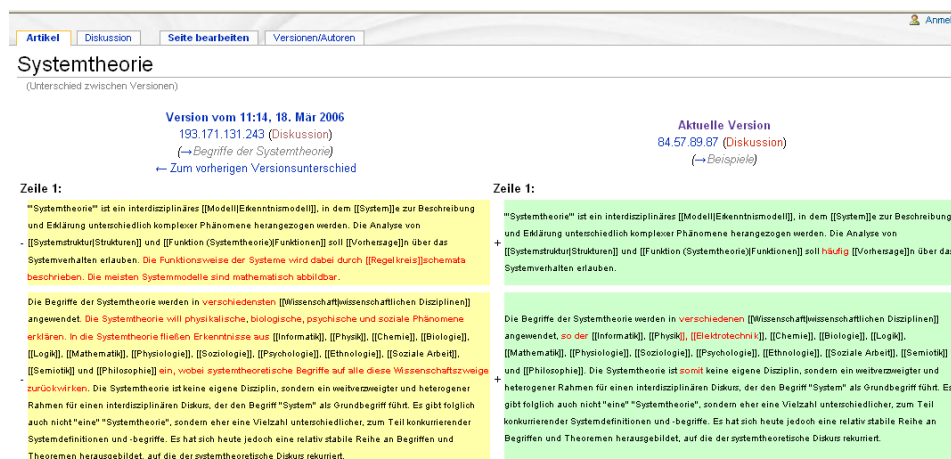 Anmel
Artikel Diskussion Seite bearbeiten Versionen/Autoren
Systemtheorie
(Unterschied zwischen Versionen)
Version vom 11:14, 18. Mär 2006
193.171.131.243 (Diskussion)
(→Begriffe der Systemtheorie)
← Zum vorherigen Versionsunterschied
Aktuelle Version
84.57.89.87 (Diskussion)
(→Beispiele)
Zeile 1:
'''Systemtheorie''' ist ein interdisziplinäres [[Modell|Erkenntnismodell]], in dem [[System]]e zur Beschreibung
und Erklärung unterschiedlich komplexer Phänomene herangezogen werden. Die Analyse von
- [[Systemstruktur|Strukturen]] und [[Funktion (Systemtheorie)|Funktionen]] soll [[Vorhersage]]n über das
Systemverhalten erlauben. Die Funktionsweise der Systeme wird dabei durch [[Regelkreis]]schemata
beschrieben. Die meisten Systemmodelle sind mathematisch abbildbar.
Zeile 1:
'''Systemtheorie''' ist ein interdisziplinäres [[Modell|Erkenntnismodell]], in dem [[System]]e zur Beschreibung
und Erklärung unterschiedlich komplexer Phänomene herangezogen werden. Die Analyse von
+ [[Systemstruktur|Strukturen]] und [[Funktion (Systemtheorie)|Funktionen]] soll häufig [[Vorhersage]]n über das
Systemverhalten erlauben.
Die Begriffe der Systemtheorie werden in verschiedensten [[Wissenschaft|wissenschaftlichen Disziplinen]]
angewendet. Die Systemtheorie will physikalische, biologische, psychische und soziale Phänomene
erklären. In die Systemtheorie fließen Erkenntnisse aus [[Informatik]], [[Physik]], [[Chemie]], [[Biologie]],
[[Logik]], [[Mathematik]], [[Physiologie]], [[Soziologie]], [[Psychologie]], [[Ethnologie]], [[Soziale Arbeit]],
[[Semiotik]] und [[Philosophie]] ein, wobei systemtheoretische Begriffe auf alle diese Wissenschaftszweige
- zurückwirken. Die Systemtheorie ist keine eigene Disziplin, sondern ein weitverzweigter und heterogener
Rahmen für einen interdisziplinären Diskurs, der den Begriff "System" als Grundbegriff führt. Es gibt folglich
auch nicht "eine" "Systemtheorie", sondern eher eine Vielzahl unterschiedlicher, zum Teil konkurrierender
Systemdefinitionen und -begriffe. Es hat sich heute jedoch eine relativ stabile Reihe an Begriffen und
Theoremen herausgebildet, auf die der systemtheoretische Diskurs rekurriert.
Die Begriffe der Systemtheorie werden in verschiedenen [[Wissenschaft|wissenschaftlichen Disziplinen]]
angewendet, so der [[Informatik]], [[Physik]], [[Elektrotechnik]], [[Chemie]], [[Biologie]], [[Logik]],
[[Mathematik]], [[Physiologie]], [[Soziologie]], [[Psychologie]], [[Ethnologie]], [[Soziale Arbeit]], [[Semiotik]]
+ und [[Philosophie]]. Die Systemtheorie ist somit keine eigene Disziplin, sondern ein weitverzweigter und
heterogener Rahmen für einen interdisziplinären Diskurs, der den Begriff "System" als Grundbegriff führt. Es
gibt folglich auch nicht "eine" "Systemtheorie", sondern eher eine Vielzahl unterschiedlicher, zum Teil
konkurrierender Systemdefinitionen und -begriffe. Es hat sich heute jedoch eine relativ stabile Reihe an
Begriffen und Theoremen herausgebildet, auf die der systemtheoretische Diskurs rekurriert.